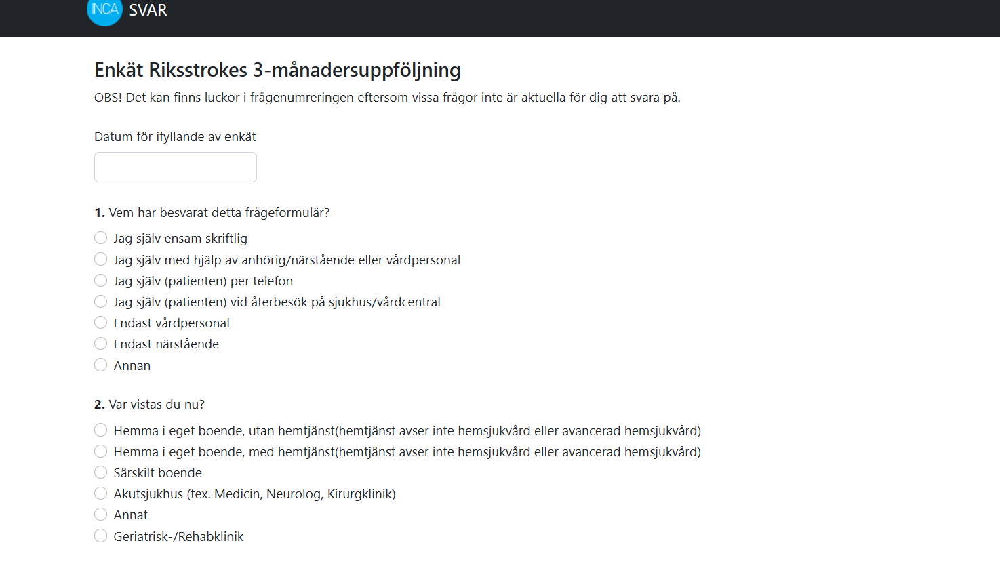 INCA SVAR
Enkät Riksstrokes 3-månadersuppföljning
OBS! Det kan finns luckor i frågenumreringen eftersom vissa frågor inte är aktuella för dig att svara på.
Datum för ifyllande av enkät
1. Vem har besvarat detta frågeformulär?
Jag själv ensam skriftlig
Jag själv med hjälp av anhörig/närstående eller vårdpersonal
Jag själv (patienten) per telefon
Jag själv (patienten) vid återbesök på sjukhus/vårdcentral
Endast vårdpersonal
Endast närstående
Annan
2. Var vistas du nu?
Hemma i eget boende, utan hemtjänst(hemtjänst avser inte hemsjukvård eller avancerad hemsjukvård)
Hemma i eget boende, med hemtjänst(hemtjänst avser inte hemsjukvård eller avancerad hemsjukvård)
Särskilt boende
Akutsjukhus (tex. Medicin, Neurolog, Kirurgklinik)
Annat
Geriatrisk-/Rehabklinik